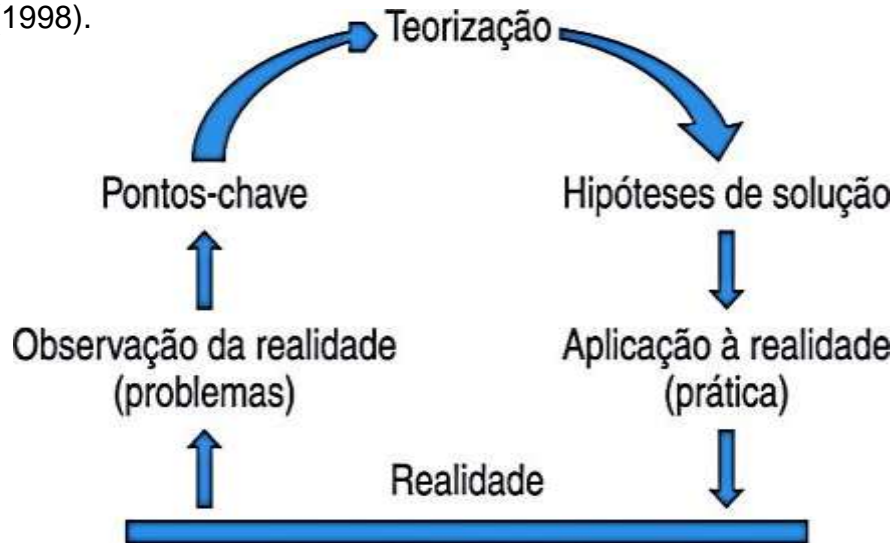 1998).
Teorização
Pontos-chave
Hipóteses de solução
Observação da realidade
(problemas)
Aplicação à realidade
(prática)
Realidade